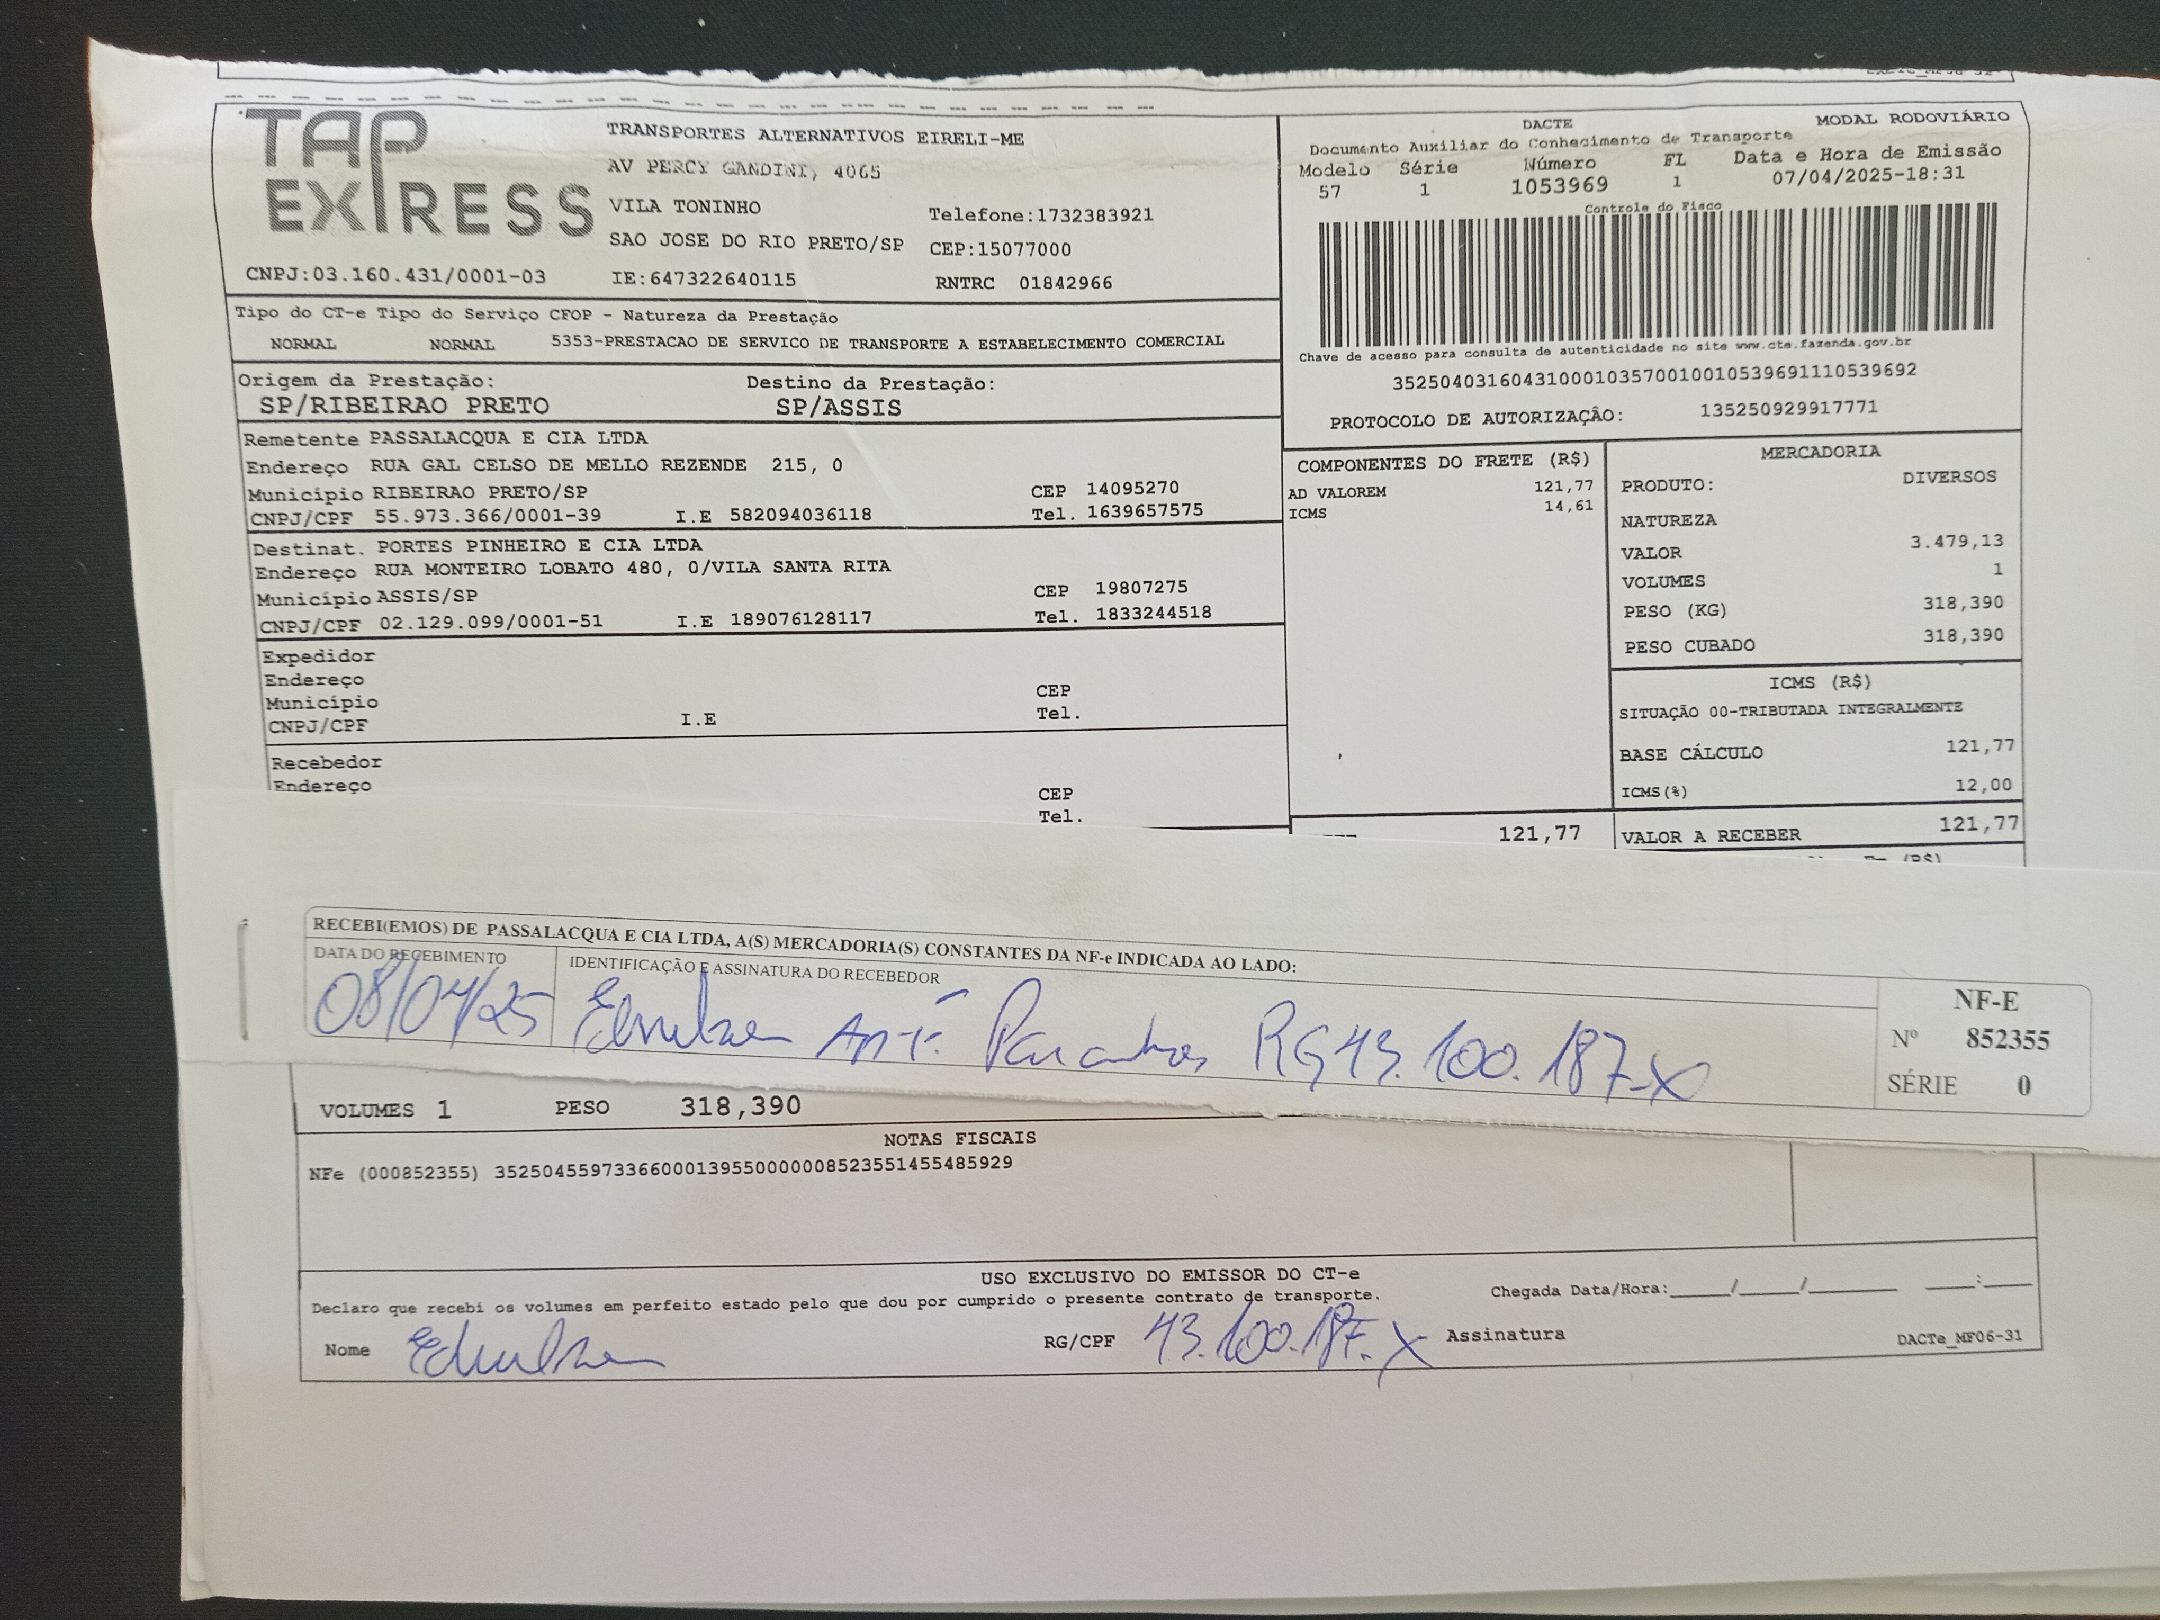 TAP EXPRESS
TRANSPORTES ALTERNATIVOS EIRELI-ME
AV PERCY GANDINI, 4065
VILA TONINHO
Telefone:1732383921
SAO JOSE DO RIO PRETO/SP CEP:15077000
CNPJ:03.160.431/0001-03 IE:647322640115 RNTRC 01842966
DACTE MODAL RODOVIÁRIO
Documento Auxiliar do Conhecimento de Transporte
Modelo Série Número FL Data e Hora de Emissão
57 1 1053969 1 07/04/2025-18:31
Controle do Fisco
Chave de acesso para consulta de autenticidade no site www.cte.fazenda.gov.br
35250403160431000103570010010539691110539692
PROTOCOLO DE AUTORIZAÇÃO: 135250929917771
Tipo do CT-e Tipo do Serviço CFOP - Natureza da Prestação
NORMAL NORMAL 5353-PRESTACAO DE SERVICO DE TRANSPORTE A ESTABELECIMENTO COMERCIAL
Origem da Prestação: Destino da Prestação:
SP/RIBEIRAO PRETO SP/ASSIS
Remetente PASSALACQUA E CIA LTDA
Endereço RUA GAL CELSO DE MELLO REZENDE 215, 0
Município RIBEIRAO PRETO/SP CEP 14095270
CNPJ/CPF 55.973.366/0001-39 I.E 582094036118 Tel. 1639657575
Destinat. PORTES PINHEIRO E CIA LTDA
Endereço RUA MONTEIRO LOBATO 480, 0/VILA SANTA RITA
Município ASSIS/SP CEP 19807275
CNPJ/CPF 02.129.099/0001-51 I.E 189076128117 Tel. 1833244518
Expedidor
Endereço
Município CEP
CNPJ/CPF I.E Tel.
Recebedor
Endereço CEP
Tel.
COMPONENTES DO FRETE (R$)
AD VALOREM 121,77
ICMS 14,61
121,77
MERCADORIA
PRODUTO: DIVERSOS
NATUREZA
VALOR 3.479,13
VOLUMES 1
PESO (KG) 318,390
PESO CUBADO 318,390
ICMS (R$)
SITUAÇÃO 00-TRIBUTADA INTEGRALMENTE
BASE CÁLCULO 121,77
ICMS(%) 12,00
VALOR A RECEBER 121,77
RECEBI(EMOS) DE PASSALACQUA E CIA LTDA, A(S) MERCADORIA(S) CONSTANTES DA NF-e INDICADA AO LADO:
DATA DO RECEBIMENTO IDENTIFICAÇÃO E ASSINATURA DO RECEBEDOR
08/04/25 Ant. RG 43.100.187-X
NF-E
Nº 852355
SÉRIE 0
VOLUMES 1 PESO 318,390
NOTAS FISCAIS
NFe (000852355) 35250455973366000139550000008523551455485929
USO EXCLUSIVO DO EMISSOR DO CT-e
Declaro que recebi os volumes em perfeito estado pelo que dou por cumprido o presente contrato de transporte.
Chegada Data/Hora:_____/_____/________ ____:____
Nome RG/CPF 43.100.187.X Assinatura
DACTe_MF06-31